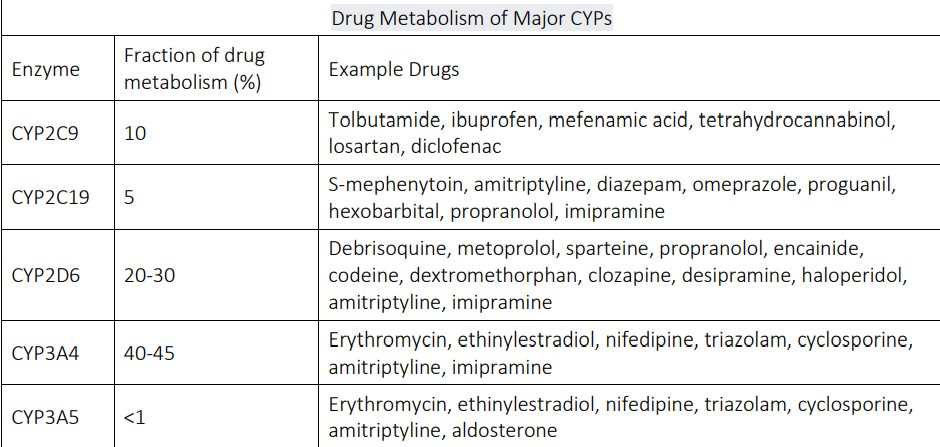 Drug Metabolism of Major CYPs
Enzyme
Fraction of drug
metabolism (%)
Example Drugs
CYP2C9
10
Tolbutamide, ibuprofen, mefenamic acid, tetrahydrocannabinol,
losartan, diclofenac
CYP2C19
5
S-mephenytoin, amitriptyline, diazepam, omeprazole, proguanil,
hexobarbital, propranolol, imipramine
CYP2D6
20-30
Debrisoquine, metoprolol, sparteine, propranolol, encainide,
codeine, dextromethorphan, clozapine, desipramine, haloperidol,
amitriptyline, imipramine
CYP3A4
40-45
Erythromycin, ethinylestradiol, nifedipine, triazolam, cyclosporine,
amitriptyline, imipramine
CYP3A5
<1
Erythromycin, ethinylestradiol, nifedipine, triazolam, cyclosporine,
amitriptyline, aldosterone